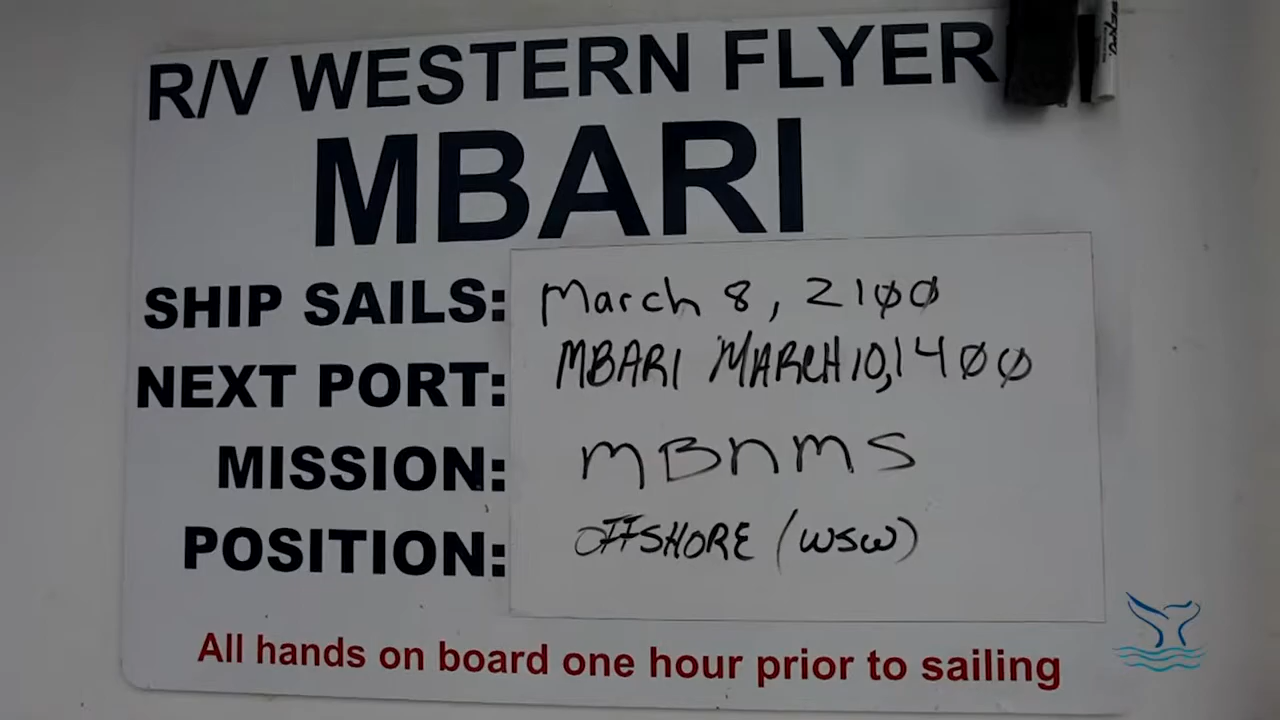 R/V WESTERN FLYER
MBARI
SHIP SAILS: March 8, 2100
NEXT PORT: MBARI MARCH 10, 1400
MISSION: MBNMS
POSITION: OFFSHORE (WSW)
All hands on board one hour prior to sailing